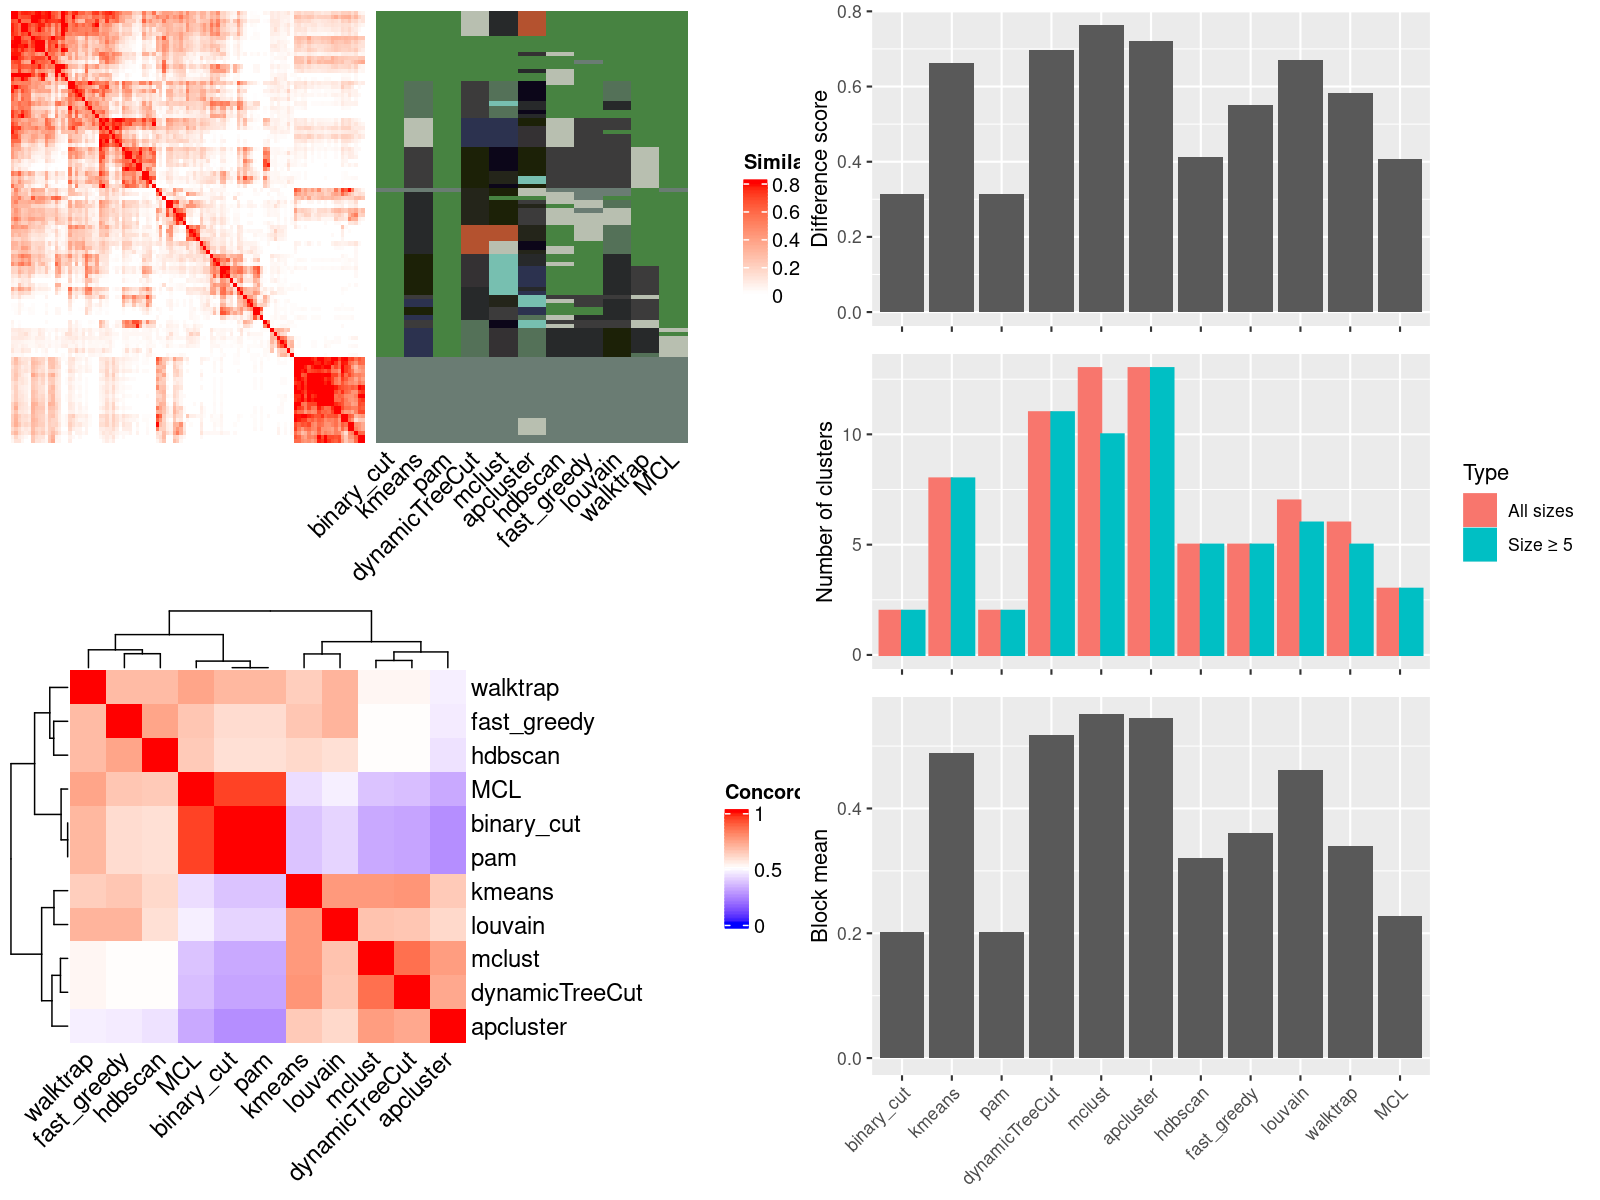 Simila
0.8
0.6
0.4
0.2
0
binary_cut
kmeans
pam
dynamicTreeCut
mclust
apcluster
hdbscan
fast_greedy
louvain
walktrap
MCL
walktrap
fast_greedy
hdbscan
MCL
binary_cut
pam
kmeans
louvain
mclust
dynamicTreeCut
apcluster
walktrap
fast_greedy
hdbscan
MCL
binary_cut
pam
kmeans
louvain
mclust
dynamicTreeCut
apcluster
Concord
1
0.5
0
Difference score
0.8
0.6
0.4
0.2
0.0
Number of clusters
10
5
0
Type
All sizes
Size ≥ 5
Block mean
0.4
0.2
0.0
binary_cut
kmeans
pam
dynamicTreeCut
mclust
apcluster
hdbscan
fast_greedy
louvain
walktrap
MCL